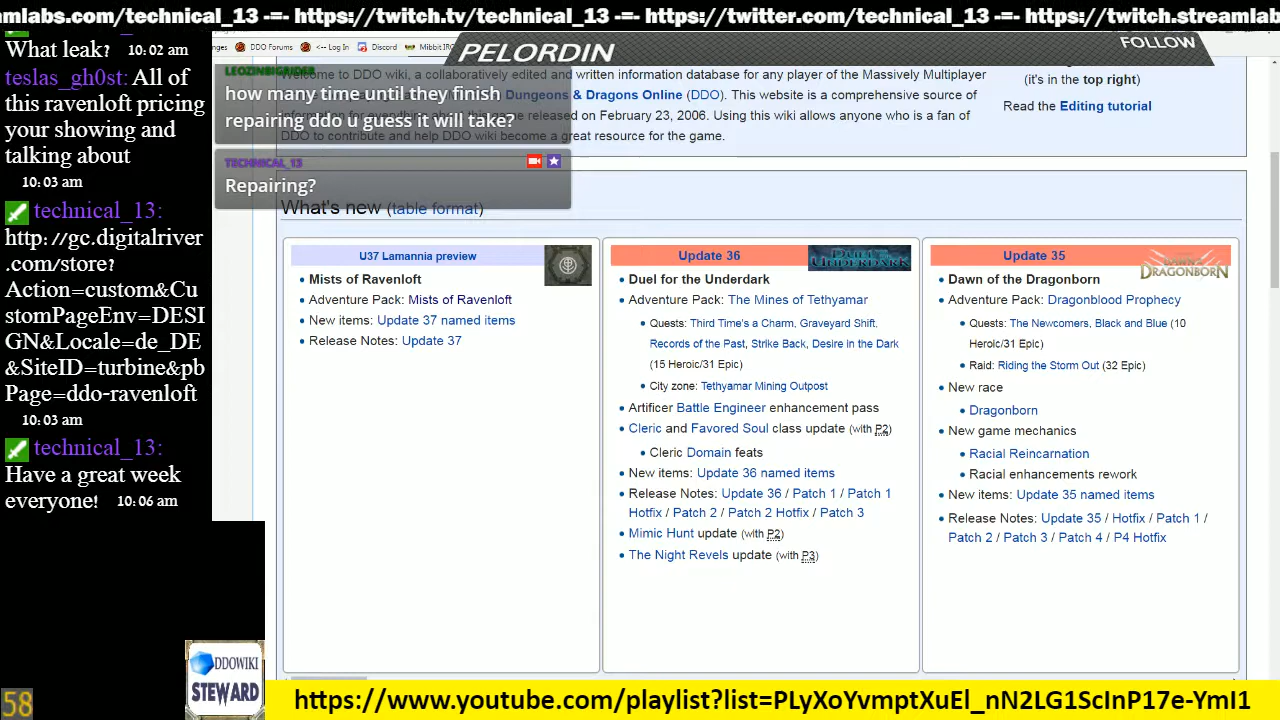 amlabs.com/technical_13 -=- https://twitch.tv/technical_13 -=- https://twitter.com/technical_13 -=- https://twitch.streamlab
What leak? 10:02 am
teslas_gh0st: All of
this ravenloft pricing
your showing and
talking about
10:03 am
technical_13:
http://gc.digitalriver
.com/store?
Action=custom&Cu
stomPageEnv=DESI
GN&Locale=de_DE
&SiteID=turbine&pb
Page=ddo-ravenloft
10:03 am
technical_13:
Have a great week
everyone! 10:06 am
58
DDOWIKI
STEWARD
DDO Forums
<-- Log In
Discord
PELORDIN
FOLLOW
LEOZINBIGRIDER
how many time until they finish
repairing ddo u guess it will take?
TECHNICAL_13
Repairing?
Welcome to DDO wiki, a collaboratively edited and written information database for any player of the Massively Multiplayer
Dungeons & Dragons Online (DDO). This website is a comprehensive source of
released on February 23, 2006. Using this wiki allows anyone who is a fan of
DDO to contribute and help DDO wiki become a great resource for the game.
(it's in the top right)
Read the Editing tutorial
What's new (table format)
U37 Lamannia preview
Mists of Ravenloft
Adventure Pack: Mists of Ravenloft
New items: Update 37 named items
Release Notes: Update 37
Update 36
DUEL UNDERDARK
Duel for the Underdark
Adventure Pack: The Mines of Tethyamar
Quests: Third Time's a Charm, Graveyard Shift,
Records of the Past, Strike Back, Desire in the Dark
(15 Heroic/31 Epic)
City zone: Tethyamar Mining Outpost
Artificer Battle Engineer enhancement pass
Cleric and Favored Soul class update (with P2)
Cleric Domain feats
New items: Update 36 named items
Release Notes: Update 36 / Patch 1 / Patch 1
Hotfix / Patch 2 / Patch 2 Hotfix / Patch 3
Mimic Hunt update (with P2)
The Night Revels update (with P3)
Update 35
DRAGONBORN
Dawn of the Dragonborn
Adventure Pack: Dragonblood Prophecy
Quests: The Newcomers, Black and Blue (10
Heroic/31 Epic)
Raid: Riding the Storm Out (32 Epic)
New race
Dragonborn
New game mechanics
Racial Reincarnation
Racial enhancements rework
New items: Update 35 named items
Release Notes: Update 35 / Hotfix / Patch 1 /
Patch 2 / Patch 3 / Patch 4 / P4 Hotfix
https://www.youtube.com/playlist?list=PLyXoYvmptXuEl_nN2LG1ScInP17e-YmI1